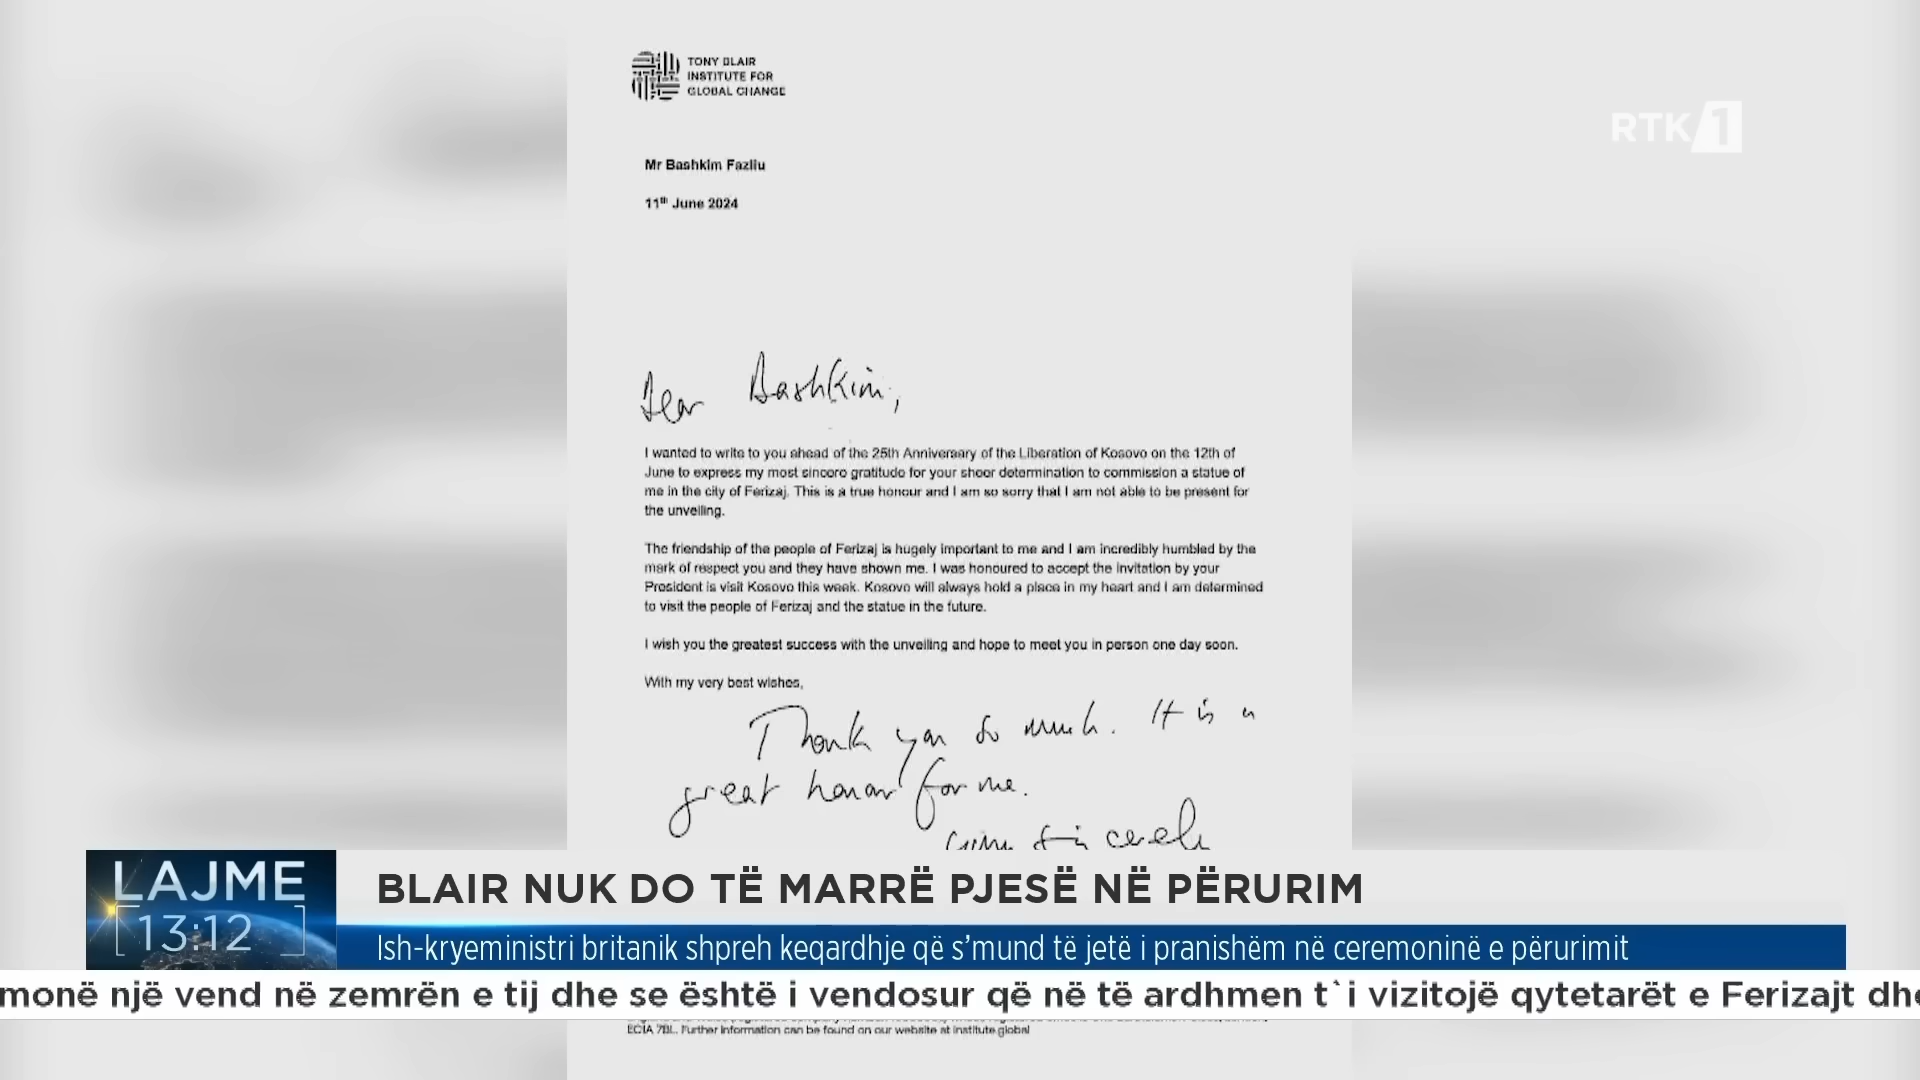 TONY BLAIR
INSTITUTE FOR
GLOBAL CHANGE
RTK 1
Mr Bashkim Fazliu
11th June 2024
Dear Bashkim,
I wanted to write to you ahead of the 25th Anniversary of the Liberation of Kosovo on the 12th of
June to express my most sincere gratitude for your sheer determination to commission a statue of
me in the city of Ferizaj. This is a true honour and I am so sorry that I am not able to be present for
the unveiling.
The friendship of the people of Ferizaj is hugely important to me and I am incredibly humbled by the
mark of respect you and they have shown me. I was honoured to accept the invitation by your
President is visit Kosovo this week. Kosovo will always hold a place in my heart and I am determined
to visit the people of Ferizaj and the statue in the future.
I wish you the greatest success with the unveiling and hope to meet you in person one day soon.
With my very best wishes,
Thank you so much. It is a
great honour for me.
LAJME
13:12
BLAIR NUK DO TË MARRË PJESË NË PËRURIM
Ish-kryeministri britanik shpreh keqardhje që s'mund të jetë i pranishëm në ceremoninë e përurimit
monë një vend në zemrën e tij dhe se është i vendosur që në të ardhmen t`i vizitojë qytetarët e Ferizajt dhe
EC1A 7BL. Further information can be found on our website at institute.global